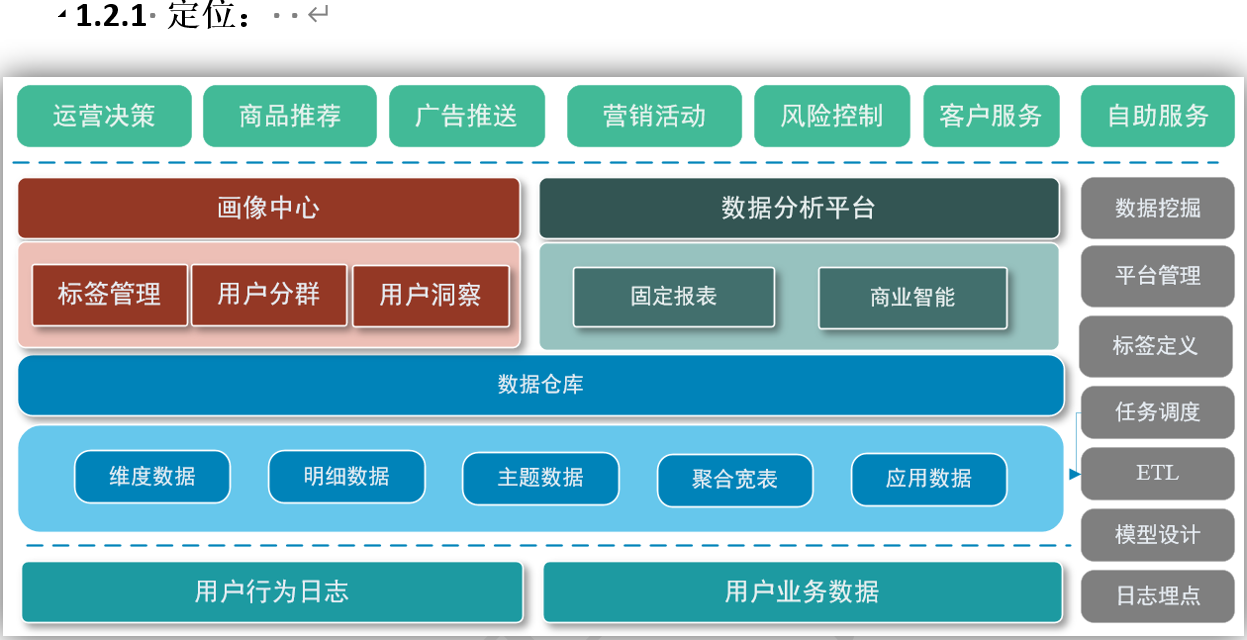 1.2.1 定位：
运营决策 商品推荐 广告推送 营销活动 风险控制 客户服务 自助服务
画像中心 数据分析平台 数据挖掘
平台管理
标签管理 用户分群 用户洞察 固定报表 商业智能
标签定义
数据仓库
任务调度
维度数据 明细数据 主题数据 聚合宽表 应用数据 ETL
模型设计
用户行为日志 用户业务数据 日志埋点